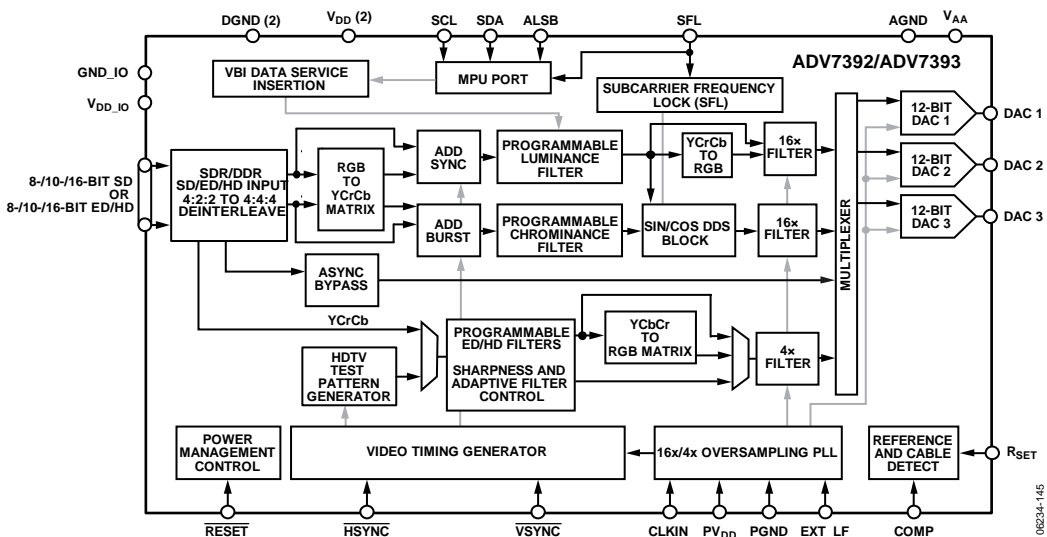 DGND (2)
VDD (2)
SCL
SDA
ALSB
SFL
AGND
VAA
GND_IO
VDD_IO
ADV7392/ADV7393
VBI DATA SERVICE
INSERTION
MPU PORT
SUBCARRIER FREQUENCY
LOCK (SFL)
8-/10-/16-BIT SD
OR
8-/10-/16-BIT ED/HD
SDR/DDR
SD/ED/HD INPUT
4:2:2 TO 4:4:4
DEINTERLEAVE
RGB
TO
YCrCb
MATRIX
ADD
SYNC
PROGRAMMABLE
LUMINANCE
FILTER
YCrCb
TO
RGB
16×
FILTER
ADD
BURST
PROGRAMMABLE
CHROMINANCE
FILTER
SIN/COS DDS
BLOCK
16×
FILTER
MULTIPLEXER
12-BIT
DAC 1
DAC 1
12-BIT
DAC 2
DAC 2
12-BIT
DAC 3
DAC 3
ASYNC
BYPASS
YCrCb
HDTV
TEST
PATTERN
GENERATOR
PROGRAMMABLE
ED/HD FILTERS
SHARPNESS AND
ADAPTIVE FILTER
CONTROL
YCbCr
TO
RGB MATRIX
4×
FILTER
POWER
MANAGEMENT
CONTROL
VIDEO TIMING GENERATOR
16x/4x OVERSAMPLING PLL
REFERENCE
AND CABLE
DETECT
RSET
RESET
HSYNC
VSYNC
CLKIN
PVDD
PGND
EXT_LF
COMP
06234-145